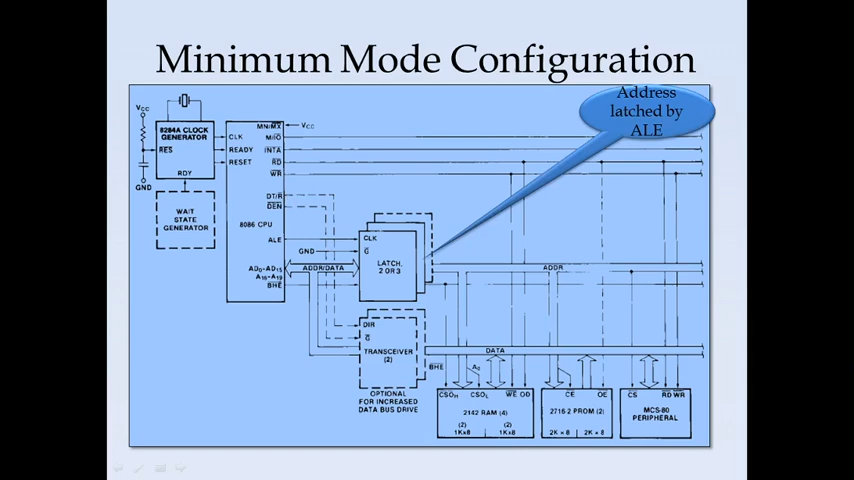 Minimum Mode Configuration
Address
latched by
ALE
VCC
8284A CLOCK
GENERATOR
RES
RDY
GND
CLK
READY
RESET
WAIT
STATE
GENERATOR
MN/MX
VCC
M/IO
INTA
RD
WR
DT/R
DEN
8086 CPU
ALE
AD0-AD15
A16-A19
BHE
GND
ADDR/DATA
CLK
G
LATCH,
2 OR 3
ADDR
DIR
G
TRANSCEIVER
(2)
OPTIONAL
FOR INCREASED
DATA BUS DRIVE
DATA
BHE
A0
CSOH
CSOL
WE OD
2142 RAM (4)
(2)
1K×8
(2)
1K×8
CE
OE
2716-2 PROM (2)
2K × 8
2K × 8
CS
RD WR
MCS-80
PERIPHERAL